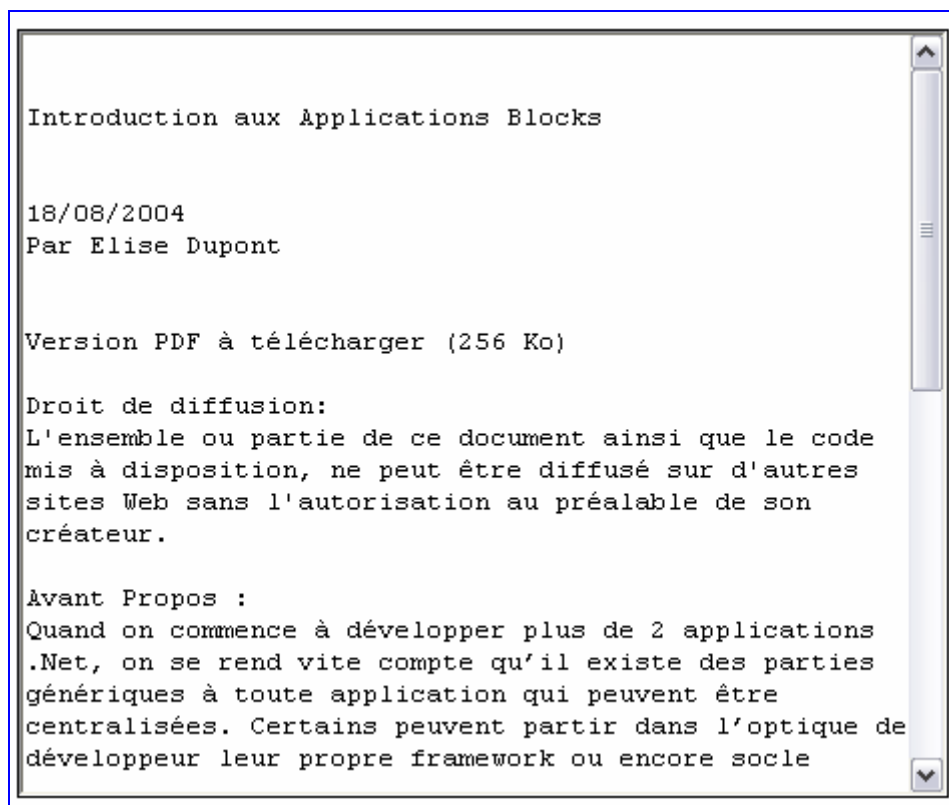 Introduction aux Applications Blocks
18/08/2004
Par Elise Dupont
Version PDF à télécharger (256 Ko)
Droit de diffusion:
L'ensemble ou partie de ce document ainsi que le code
mis à disposition, ne peut être diffusé sur d'autres
sites Web sans l'autorisation au préalable de son
créateur.
Avant Propos :
Quand on commence à développer plus de 2 applications
.Net, on se rend vite compte qu’il existe des parties
génériques à toute application qui peuvent être
centralisées. Certains peuvent partir dans l’optique de
développeur leur propre framework ou encore socle